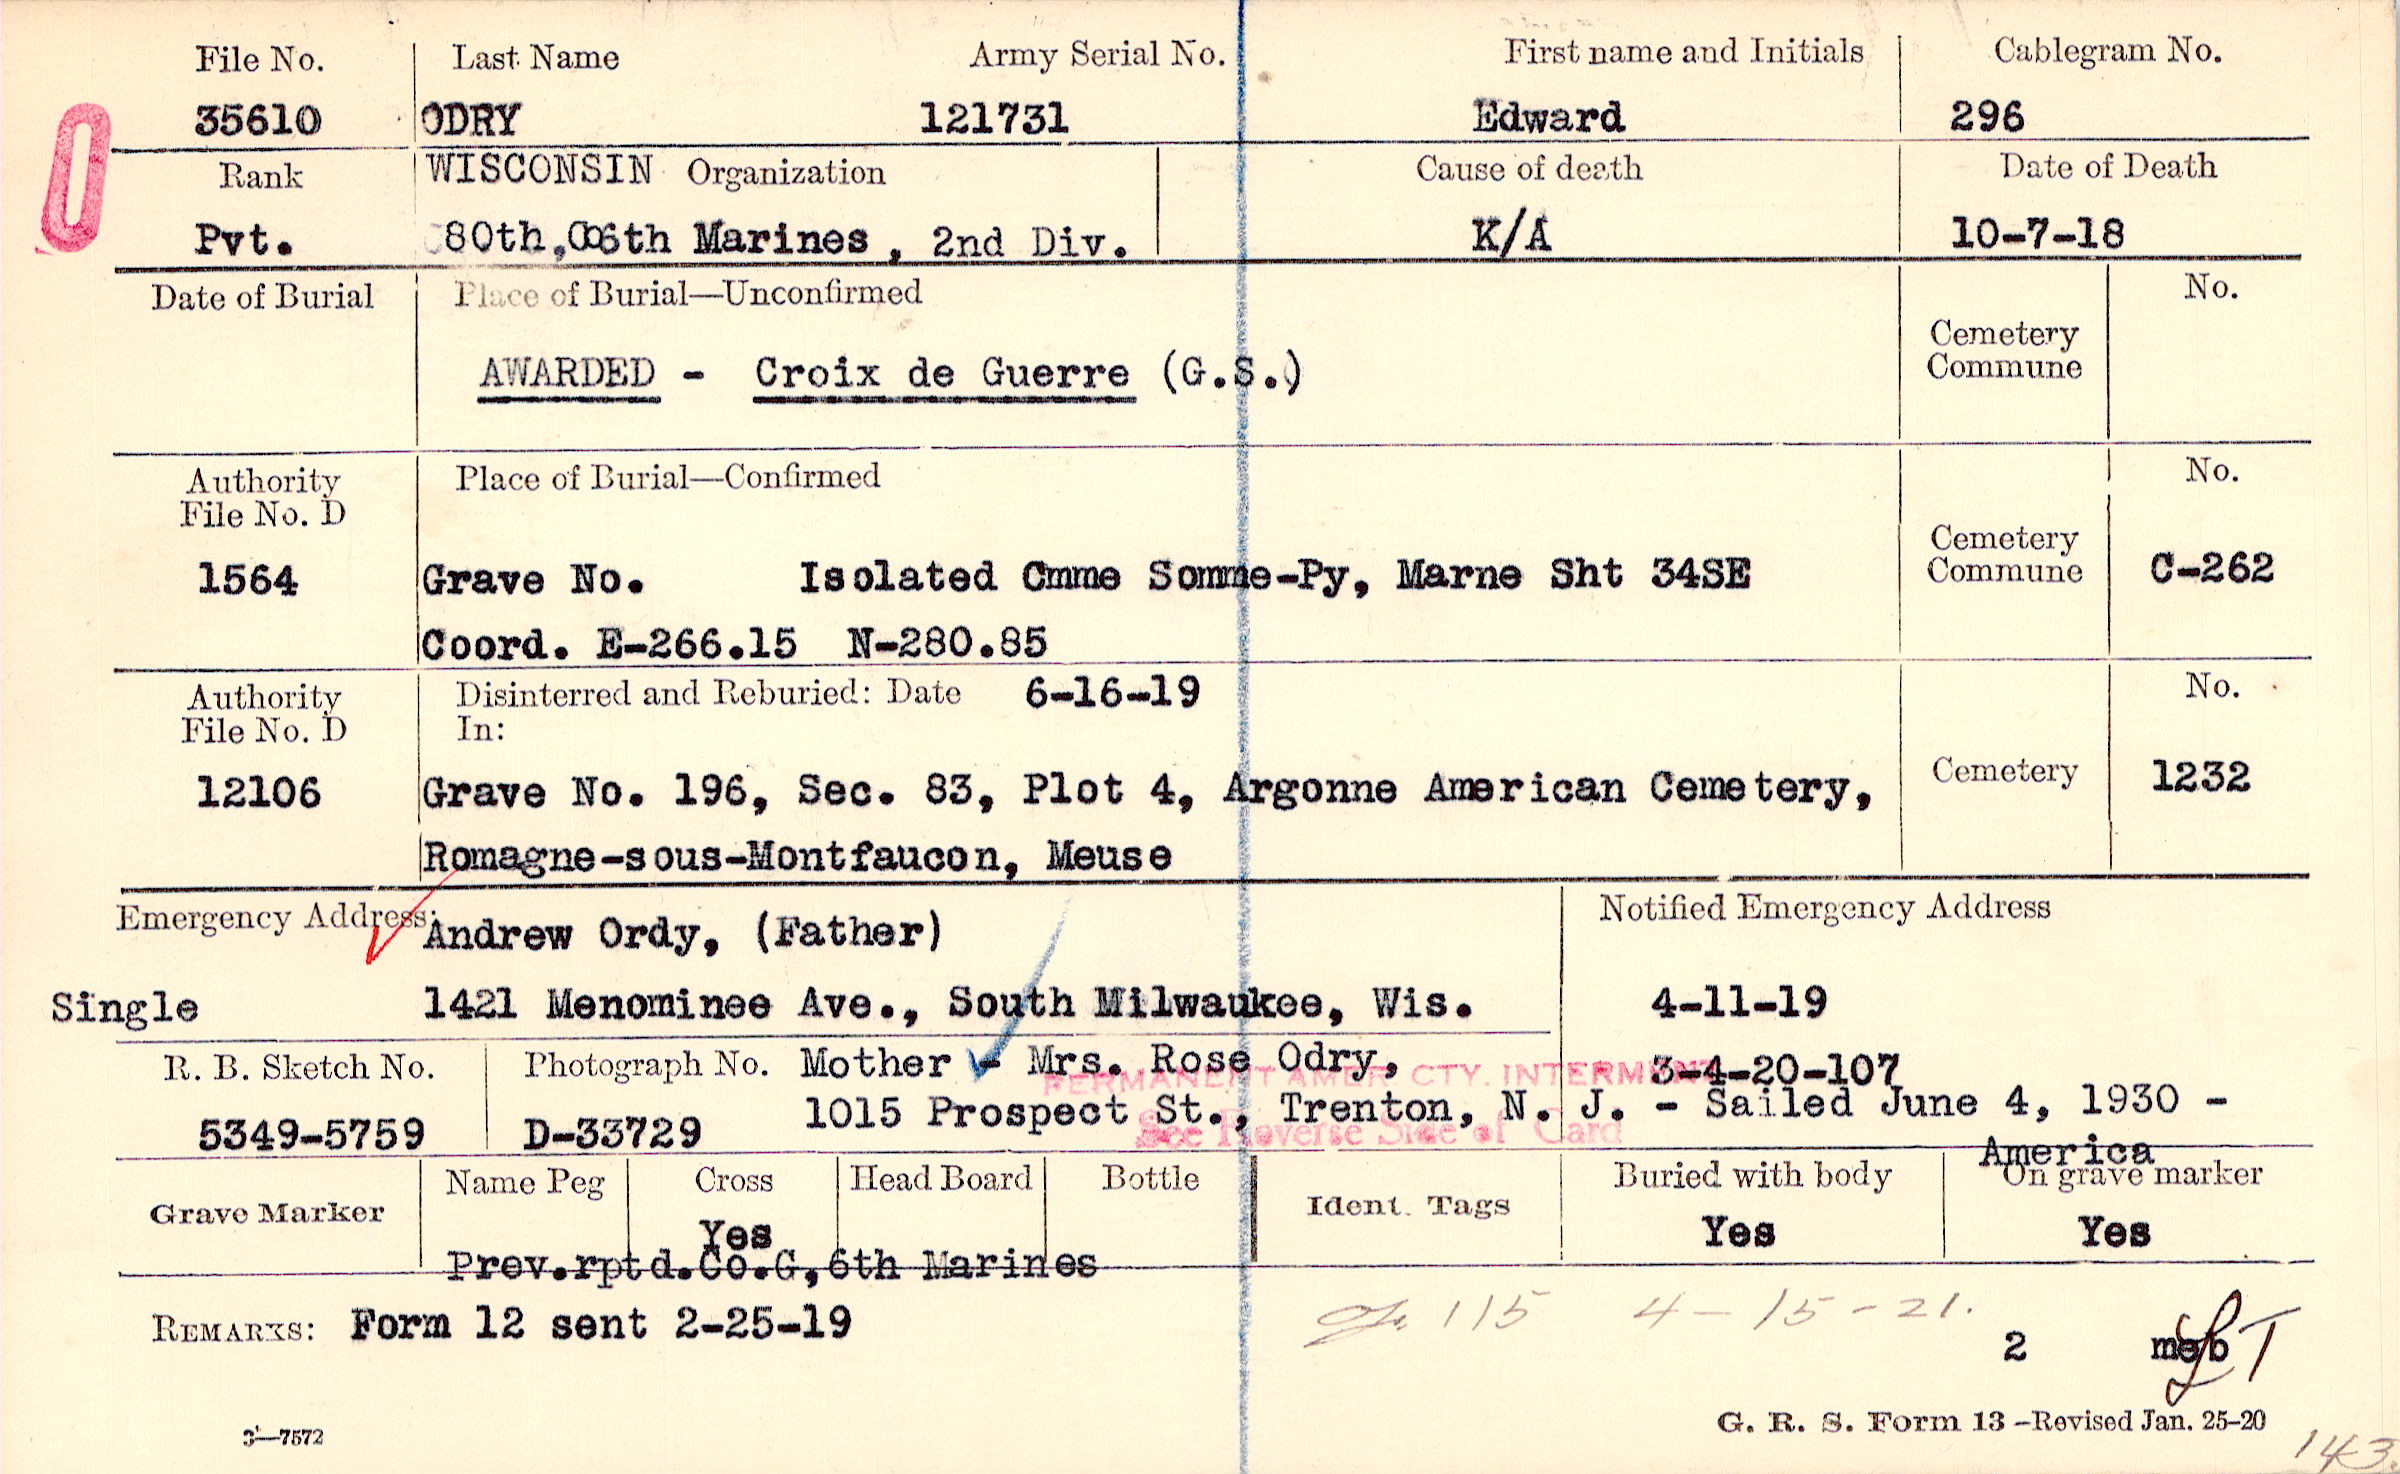 File No. Last Name Army Serial No. First name and Initials Cablegram No.
35610 ODRY 121731 Edward 296
Rank WISCONSIN Organization Cause of death Date of Death
Pvt. 80th, 6th Marines, 2nd Div. K/A 10-7-18
Date of Burial Place of Burial—Unconfirmed No.
Cemetery
Commune
AWARDED - Croix de Guerre (G.S.)
Authority Place of Burial—Confirmed No.
File No. D
Cemetery
Commune
1564 Grave No. Isolated Cmme Somme-Py, Marne Sht 34SE C-262
Coord. E-266.15 N-280.85
Authority Disinterred and Reburied: Date 6-16-19 No.
File No. D In:
12106 Grave No. 196, Sec. 83, Plot 4, Argonne American Cemetery, Cemetery 1232
Romagne-sous-Montfaucon, Meuse
Emergency Address: Andrew Ordy, (Father) Notified Emergency Address
Single 1421 Menominee Ave., South Milwaukee, Wis. 4-11-19
R. B. Sketch No. Photograph No. Mother - Mrs. Rose Odry, 3-4-20-107
PERMANENT AMER. CTY. INTERMENT
5349-5759 D-33729 1015 Prospect St., Trenton, N. J. - Sailed June 4, 1930 -
See Reverse Side of Card
America
Grave Marker Name Peg Cross Head Board Bottle Ident. Tags Buried with body On grave marker
Yes Yes Yes
Prev.rptd.Co.G,6th Marines
REMARKS: Form 12 sent 2-25-19
115 4-15-21.
2 meb
G. R. S. Form 13 -Revised Jan. 25-20
3—7572
143